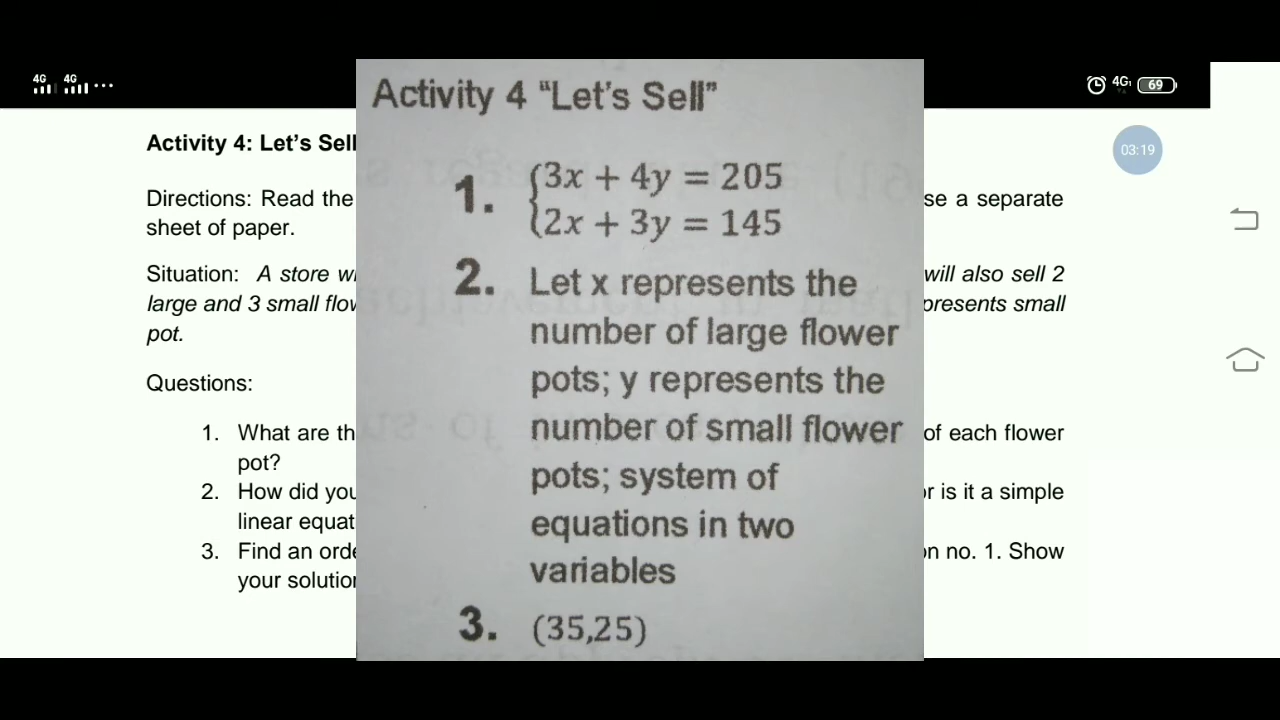 4G 4G
4G 69
03:19
Activity 4: Let's Sell
Directions: Read the
se a separate
sheet of paper.
Situation: A store w
will also sell 2
large and 3 small flo
presents small
pot.
Questions:
1. What are th
of each flower
pot?
2. How did you
or is it a simple
linear equat
3. Find an orde
on no. 1. Show
your solution
Activity 4 "Let's Sell"
1. {3x + 4y = 205
2x + 3y = 145
2. Let x represents the
number of large flower
pots; y represents the
number of small flower
pots; system of
equations in two
variables
3. (35,25)